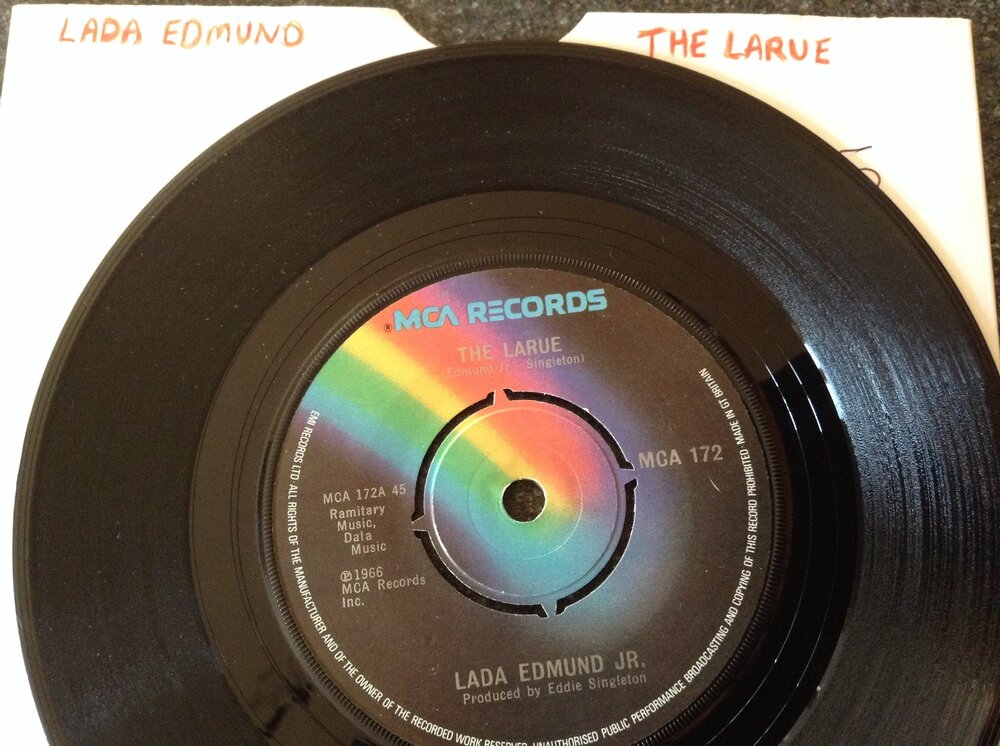 LADA EDMUND
THE LARUE
®MCA RECORDS
THE LARUE
(Edmund Jr - Singleton)
MCA 172
MCA 172A 45
Ramitary
Music,
Dala
Music
℗1966
MCA Records
Inc.
LADA EDMUND JR.
Produced by Eddie Singleton
EMI RECORDS LTD ALL RIGHTS OF THE MANUFACTURER AND OF THE OWNER OF THE RECORDED WORK RESERVED UNAUTHORISED PUBLIC PERFORMANCE BROADCASTING AND COPYING OF THIS RECORD PROHIBITED MADE IN GT BRITAIN